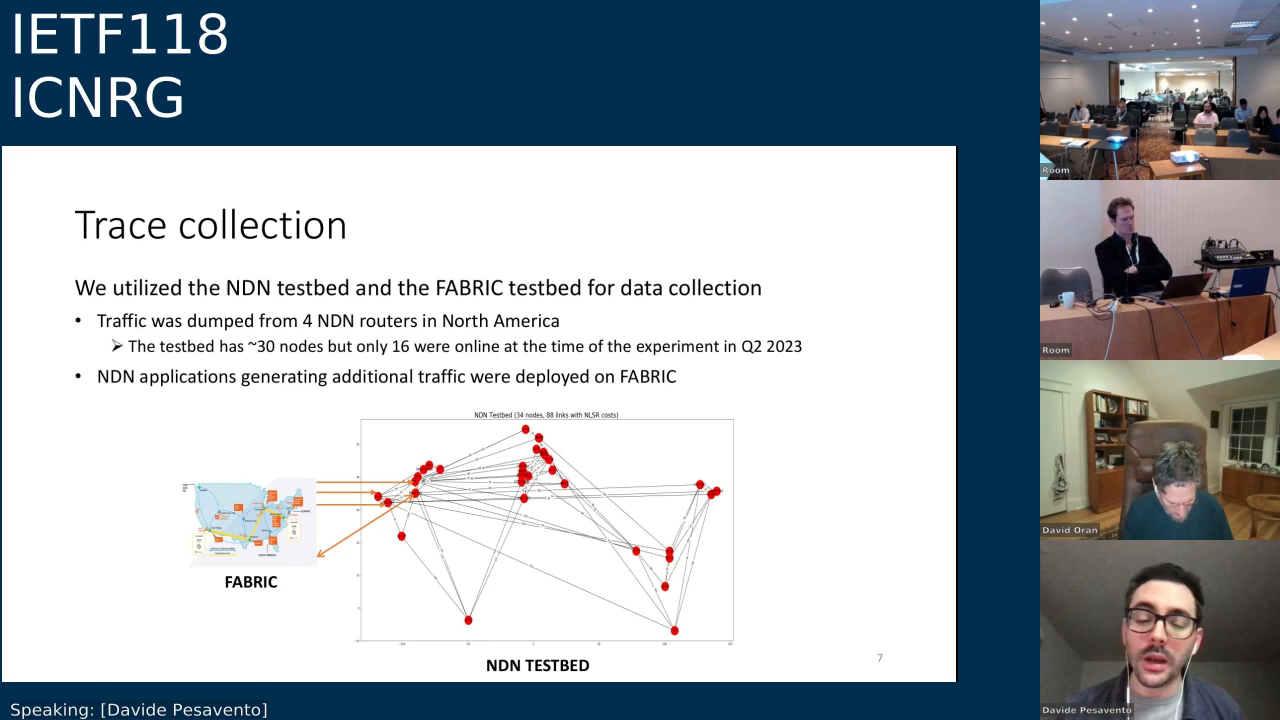 IETF118
ICNRG
Trace collection
We utilized the NDN testbed and the FABRIC testbed for data collection
• Traffic was dumped from 4 NDN routers in North America
➢ The testbed has ~30 nodes but only 16 were online at the time of the experiment in Q2 2023
• NDN applications generating additional traffic were deployed on FABRIC
NDN Testbed (34 nodes, 88 links with NLSR costs)
FABRIC
NDN TESTBED
7
Speaking: [Davide Pesavento]
Room
Room
David Oran
Davide Pesavento